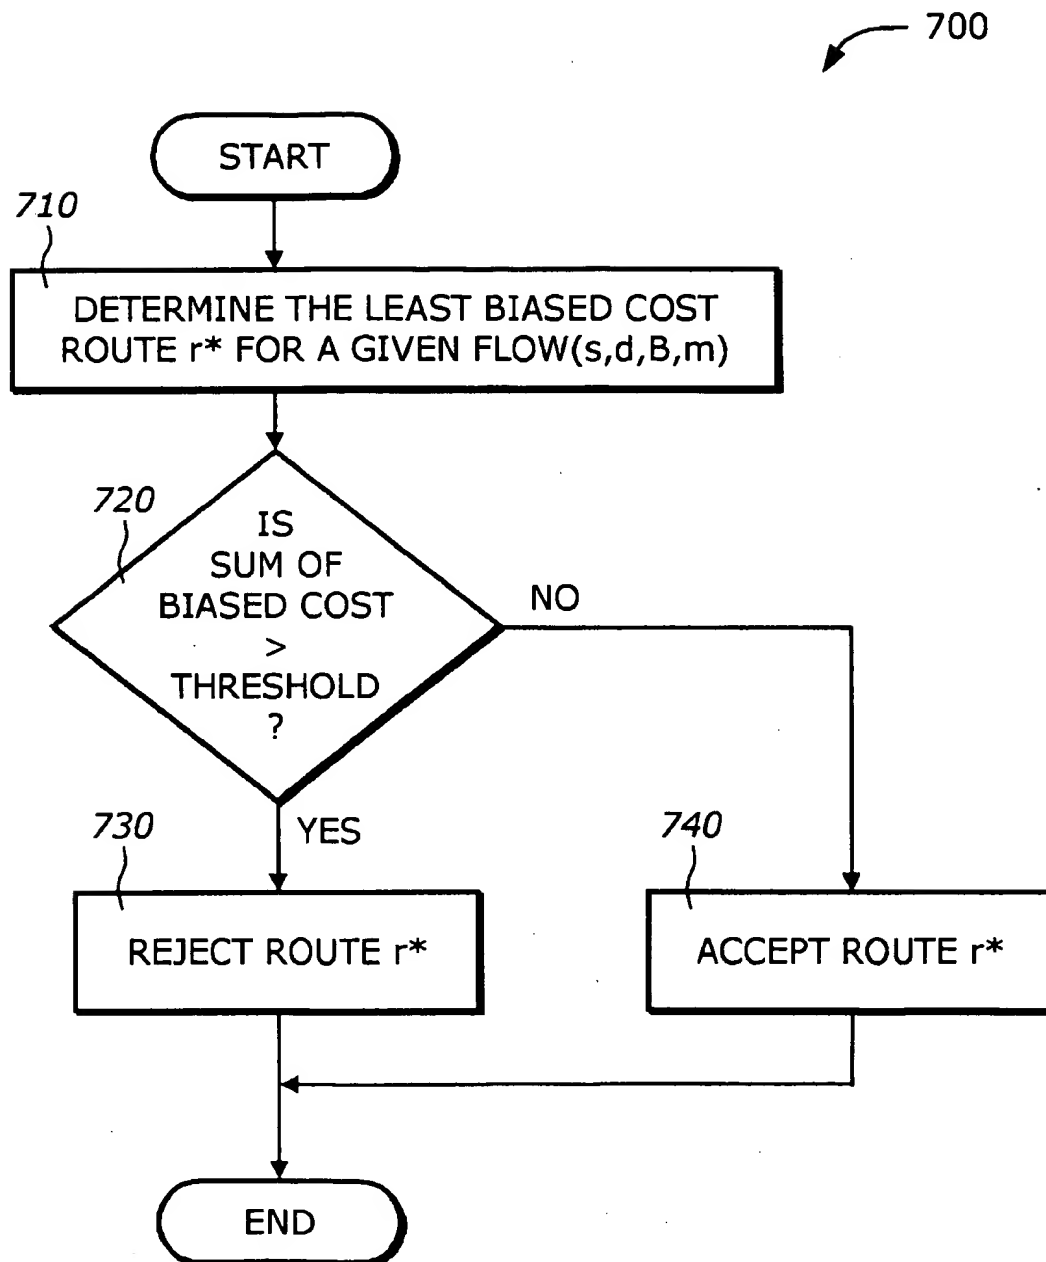 700
START
710
DETERMINE THE LEAST BIASED COST
ROUTE r* FOR A GIVEN FLOW(s,d,B,m)
720
IS
SUM OF
BIASED COST
>
THRESHOLD
?
NO
YES
730
REJECT ROUTE r*
740
ACCEPT ROUTE r*
END